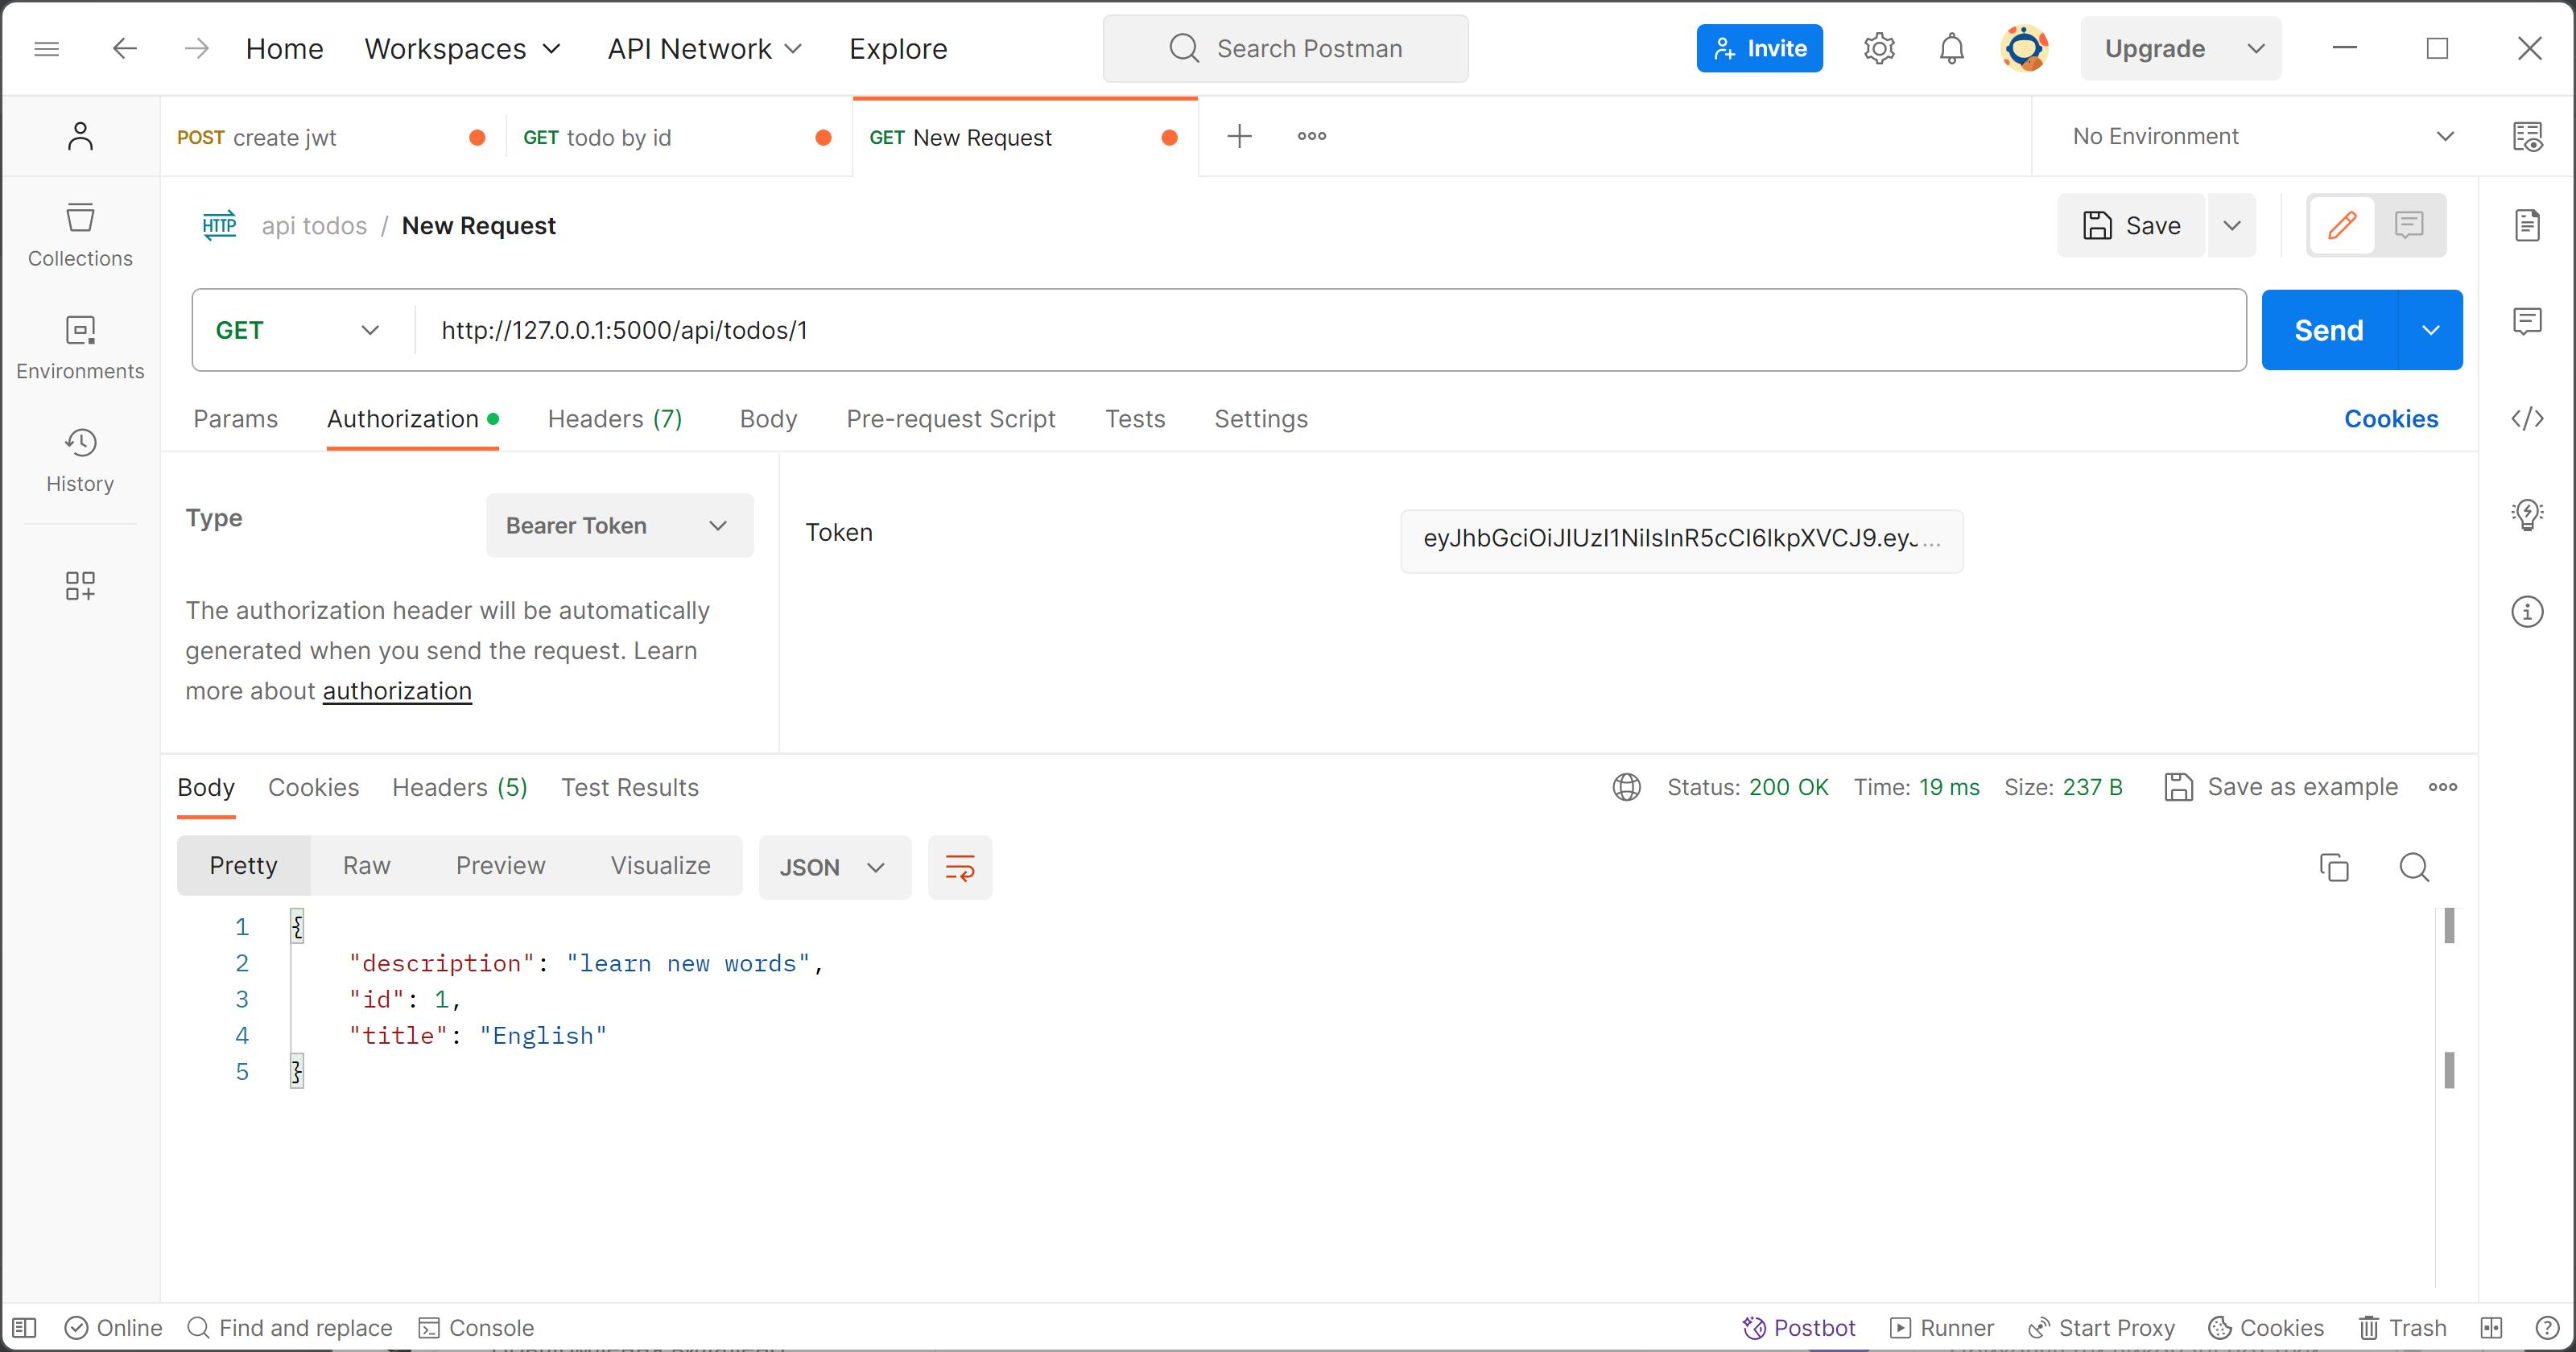 Home Workspaces API Network Explore Search Postman Invite Upgrade
POST create jwt GET todo by id GET New Request No Environment
HTTP api todos / New Request Save
Collections
GET http://127.0.0.1:5000/api/todos/1 Send
Environments
Params Authorization Headers (7) Body Pre-request Script Tests Settings Cookies
History
Type Bearer Token Token eyJhbGciOiJIUzI1NiIsInR5cCI6IkpXVCJ9.eyJ...
The authorization header will be automatically
generated when you send the request. Learn
more about authorization
Body Cookies Headers (5) Test Results Status: 200 OK Time: 19 ms Size: 237 B Save as example
Pretty Raw Preview Visualize JSON
1 {
2 "description": "learn new words",
3 "id": 1,
4 "title": "English"
5 }
Online Find and replace Console Postbot Runner Start Proxy Cookies Trash